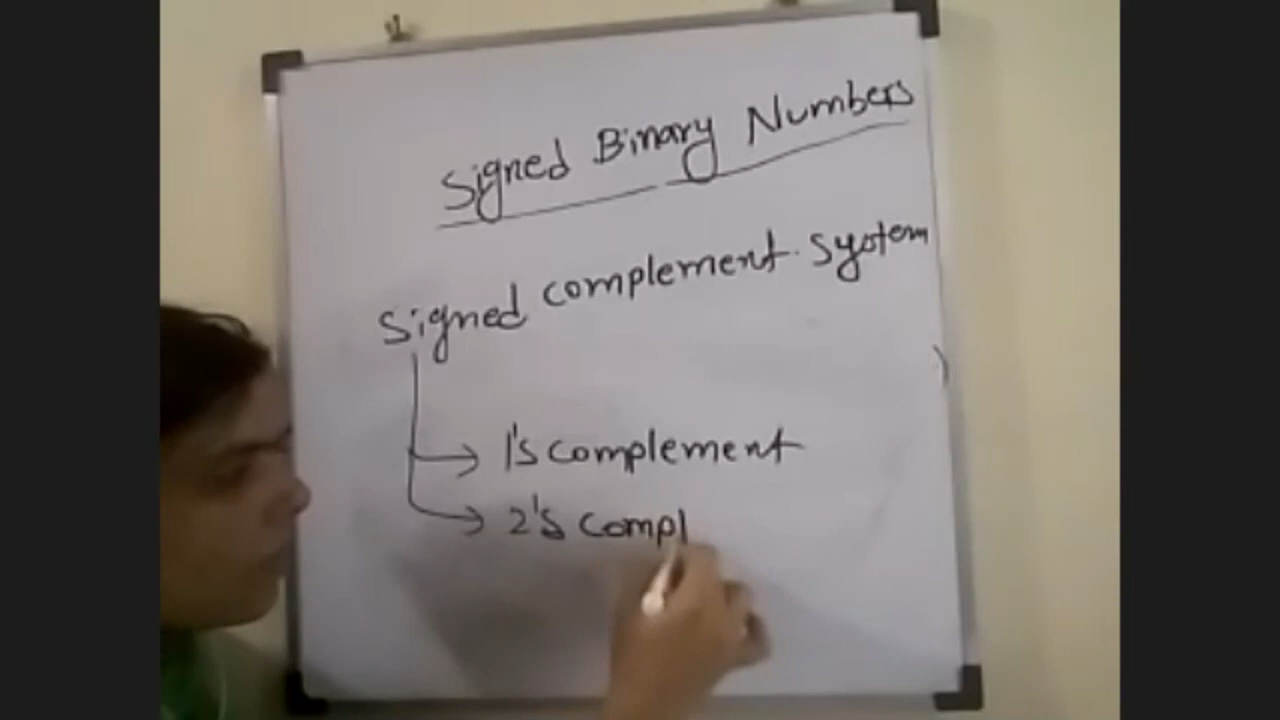 Signed Binary Numbers
Signed complement system
1's complement
2's compl